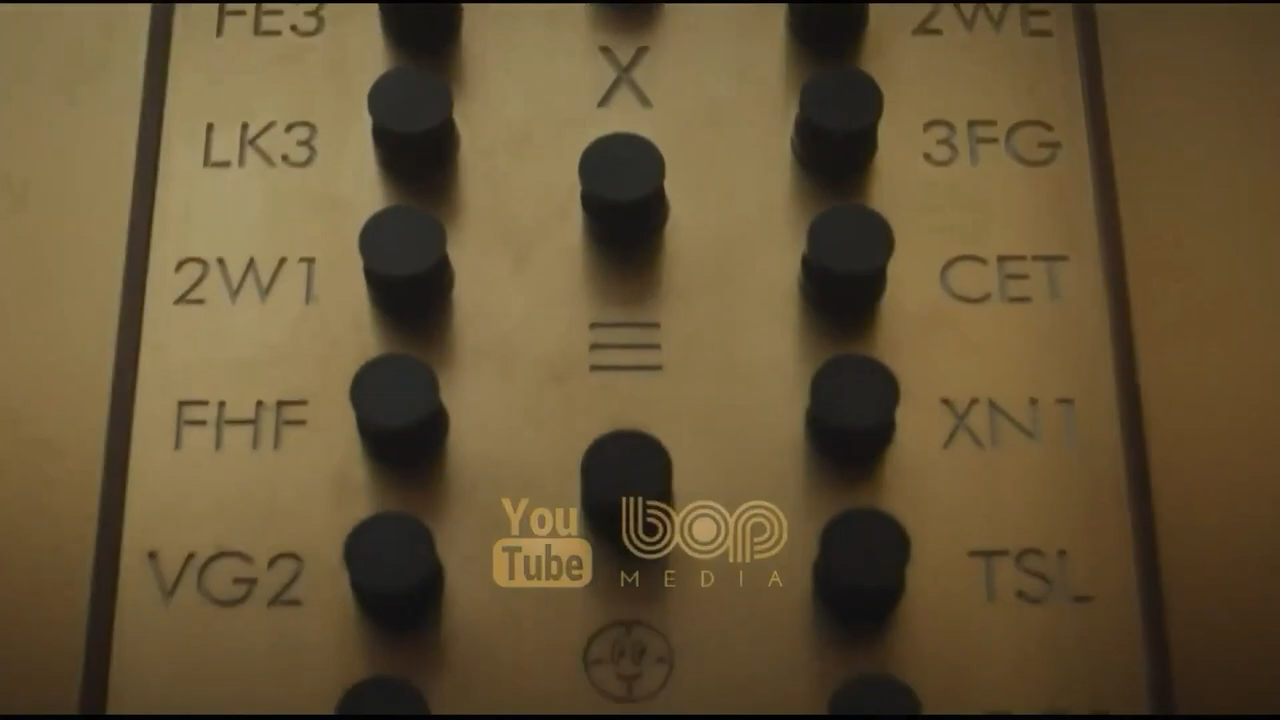 FE3 2WE
X
LK3 3FG
2W1 CET
FHF XN1
You
Tube
bop
MEDIA
VG2 TSL